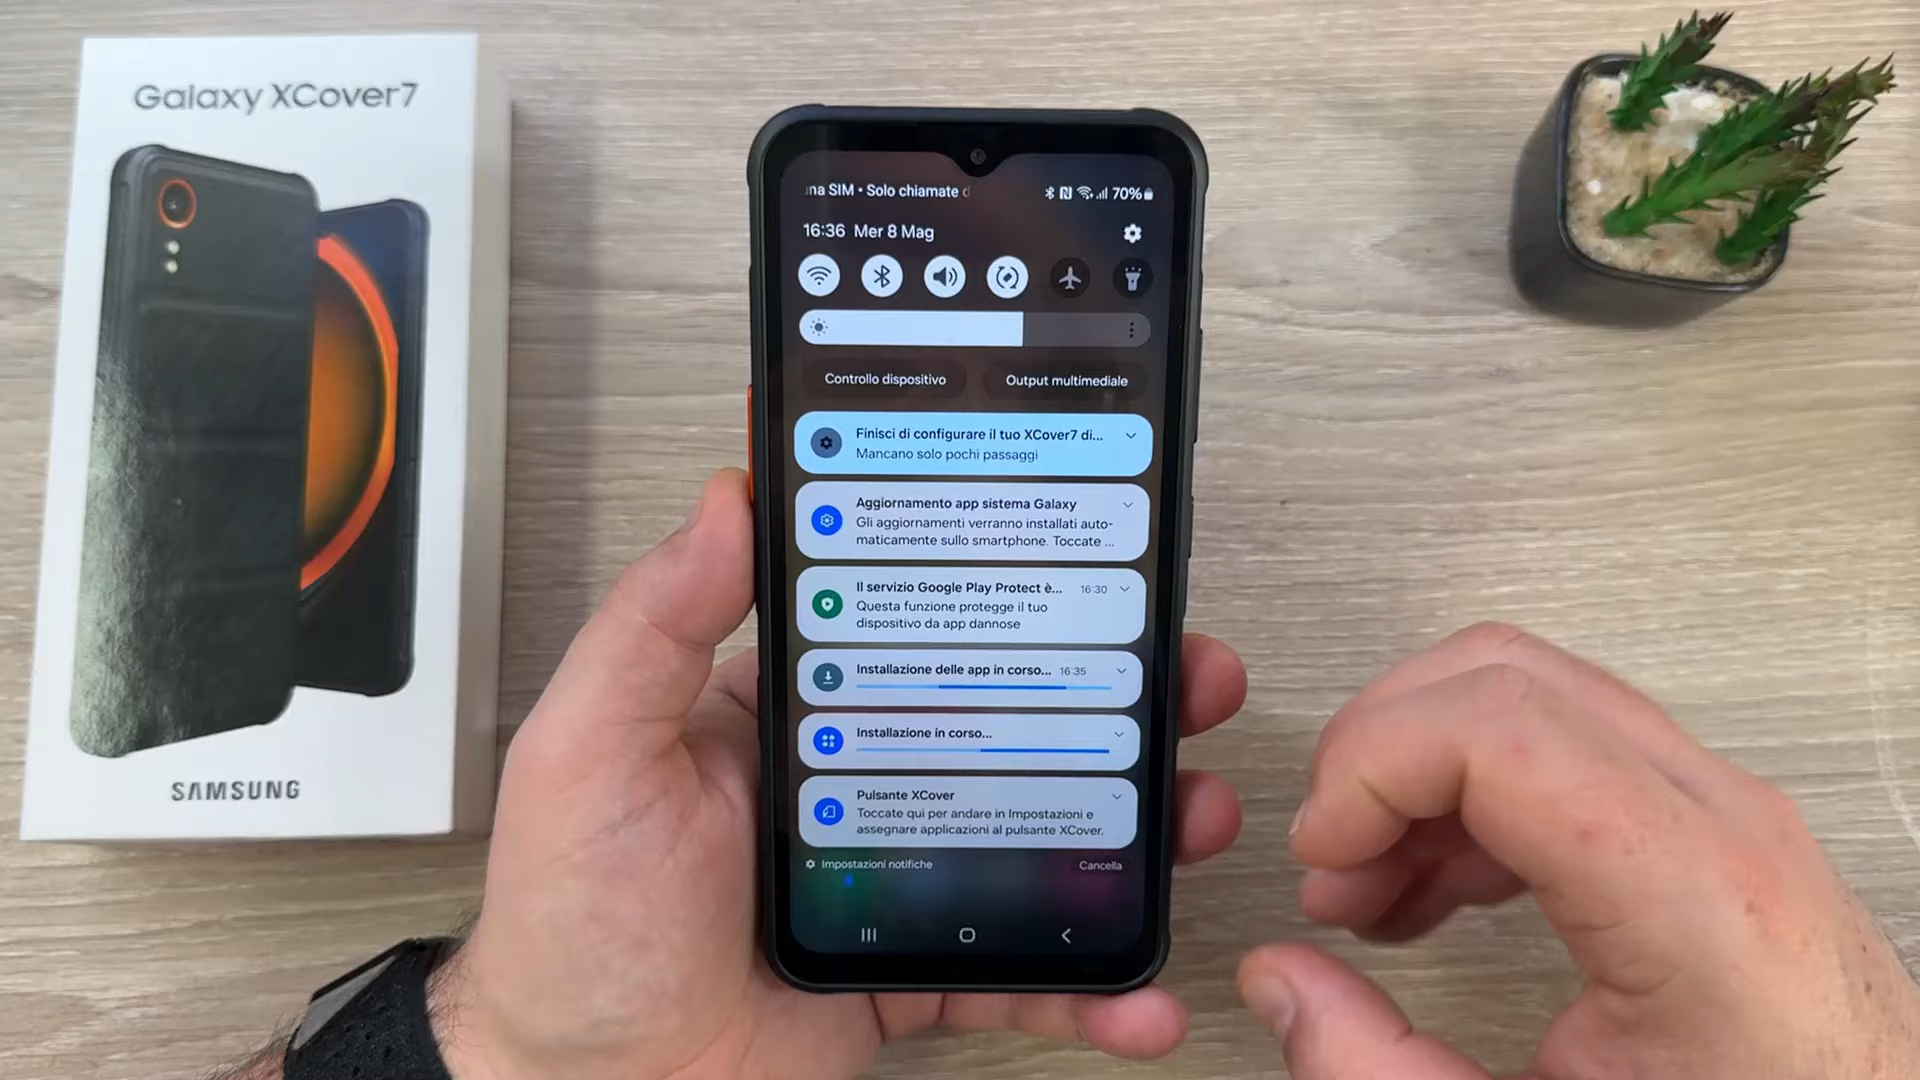 Galaxy XCover7
SAMSUNG
na SIM • Solo chiamate
70%
16:36 Mer 8 Mag
Controllo dispositivo
Output multimediale
Finisci di configurare il tuo XCover7 di...
Mancano solo pochi passaggi
Aggiornamento app sistema Galaxy
Gli aggiornamenti verranno installati auto-
maticamente sullo smartphone. Toccate ...
Il servizio Google Play Protect è... 16:30
Questa funzione protegge il tuo
dispositivo da app dannose
Installazione delle app in corso... 16:35
Installazione in corso...
Pulsante XCover
Toccate qui per andare in Impostazioni e
assegnare applicazioni al pulsante XCover.
Impostazioni notifiche
Cancella